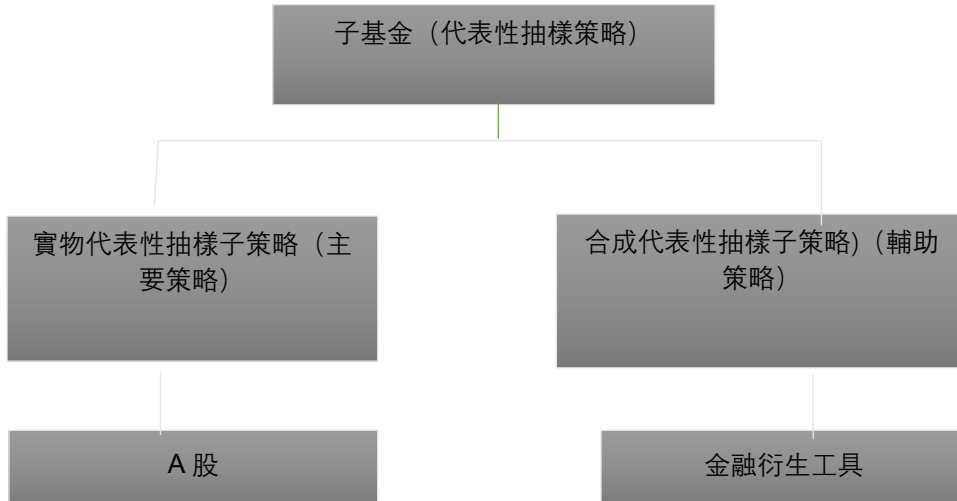 子基金（代表性抽樣策略）
實物代表性抽樣子策略（主
要策略）
合成代表性抽樣子策略)（輔助
策略）
A 股
金融衍生工具